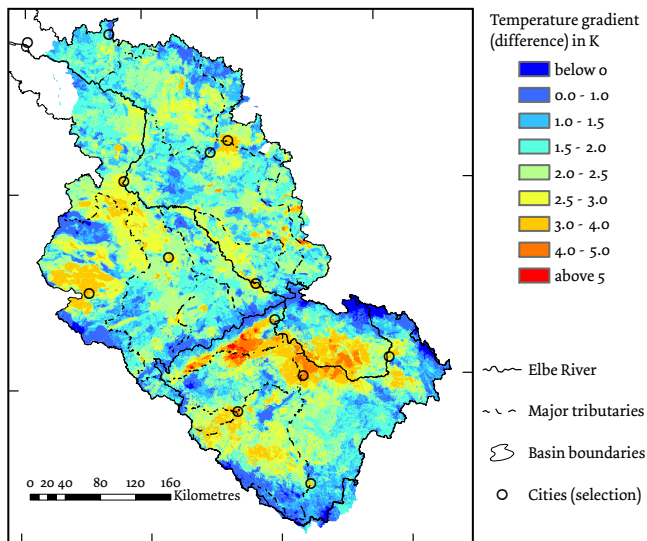 Temperature gradient
(difference) in K
below 0
0.0 - 1.0
1.0 - 1.5
1.5 - 2.0
2.0 - 2.5
2.5 - 3.0
3.0 - 4.0
4.0 - 5.0
above 5
Elbe River
Major tributaries
Basin boundaries
Cities (selection)
0 20 40 80 120 160
Kilometres